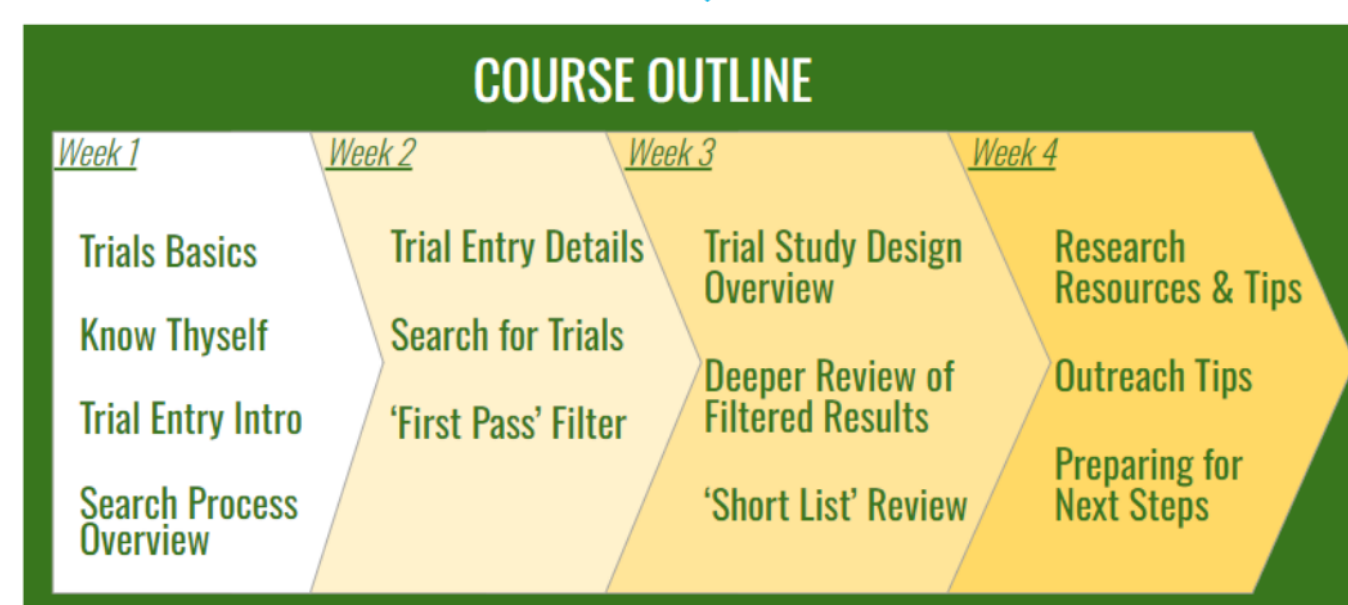 COURSE OUTLINE
Week 1
Trials Basics
Know Thyself
Trial Entry Intro
Search Process
Overview
Week 2
Trial Entry Details
Search for Trials
‘First Pass’ Filter
Week 3
Trial Study Design
Overview
Deeper Review of
Filtered Results
‘Short List’ Review
Week 4
Research
Resources & Tips
Outreach Tips
Preparing for
Next Steps